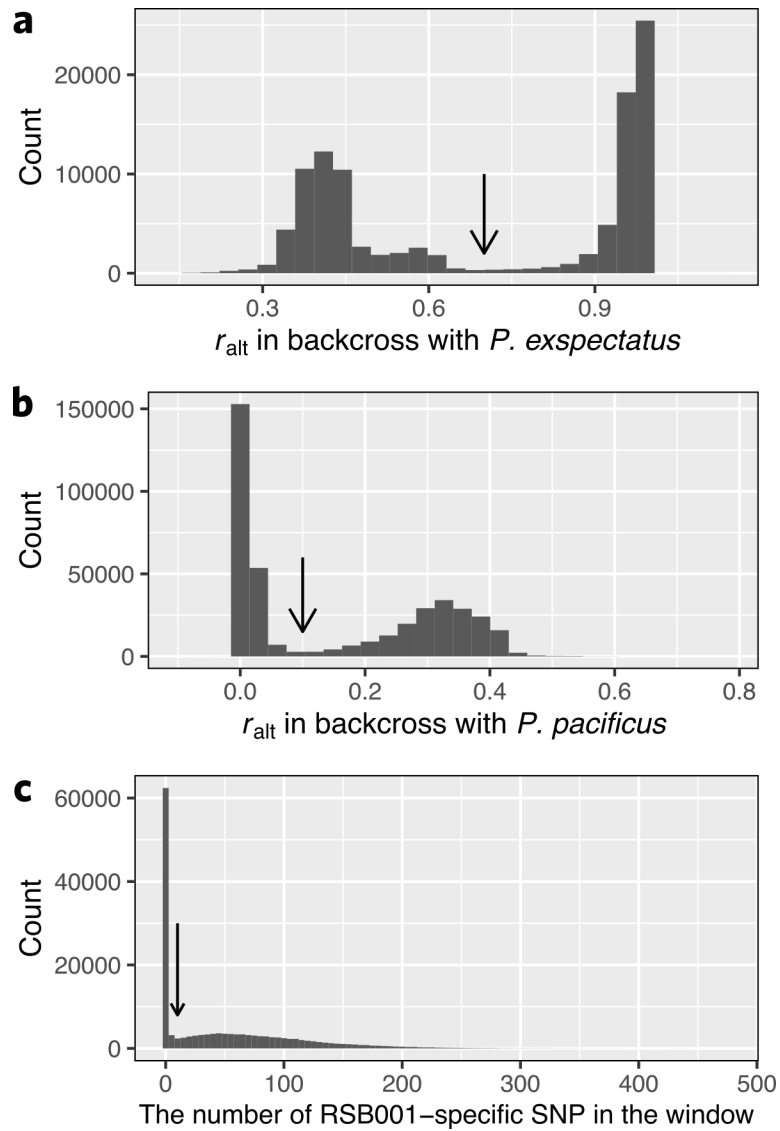 a
Count
20000
10000
0
0.3 0.6 0.9
r_alt in backcross with P. exspectatus
b
Count
150000
100000
50000
0
0.0 0.2 0.4 0.6 0.8
r_alt in backcross with P. pacificus
c
Count
60000
40000
20000
0
0 100 200 300 400 500
The number of RSB001−specific SNP in the window